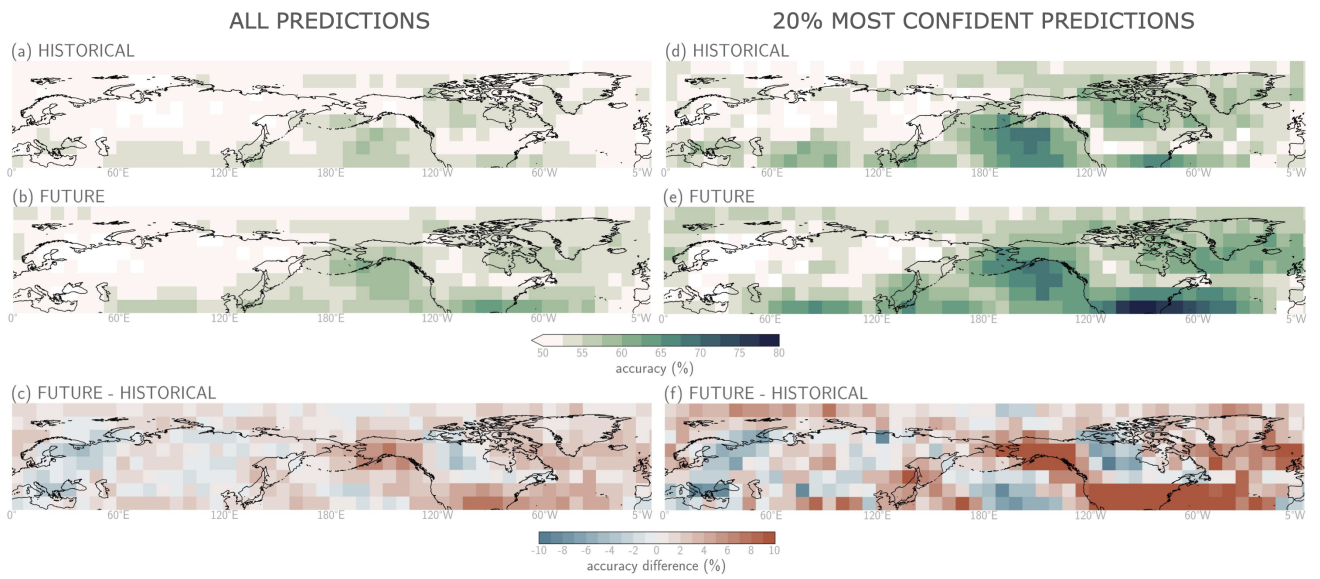 ALL PREDICTIONS
20% MOST CONFIDENT PREDICTIONS
(a) HISTORICAL
(d) HISTORICAL
0° 60°E 120°E 180°E 120°W 60°W 5°W
0° 60°E 120°E 180°E 120°W 60°W 5°W
(b) FUTURE
(e) FUTURE
0° 60°E 120°E 180°E 120°W 60°W 5°W
0° 60°E 120°E 180°E 120°W 60°W 5°W
50 55 60 65 70 75 80
accuracy (%)
(c) FUTURE - HISTORICAL
(f) FUTURE - HISTORICAL
0° 60°E 120°E 180°E 120°W 60°W 5°W
0° 60°E 120°E 180°E 120°W 60°W 5°W
-10 -8 -6 -4 -2 0 2 4 6 8 10
accuracy difference (%)